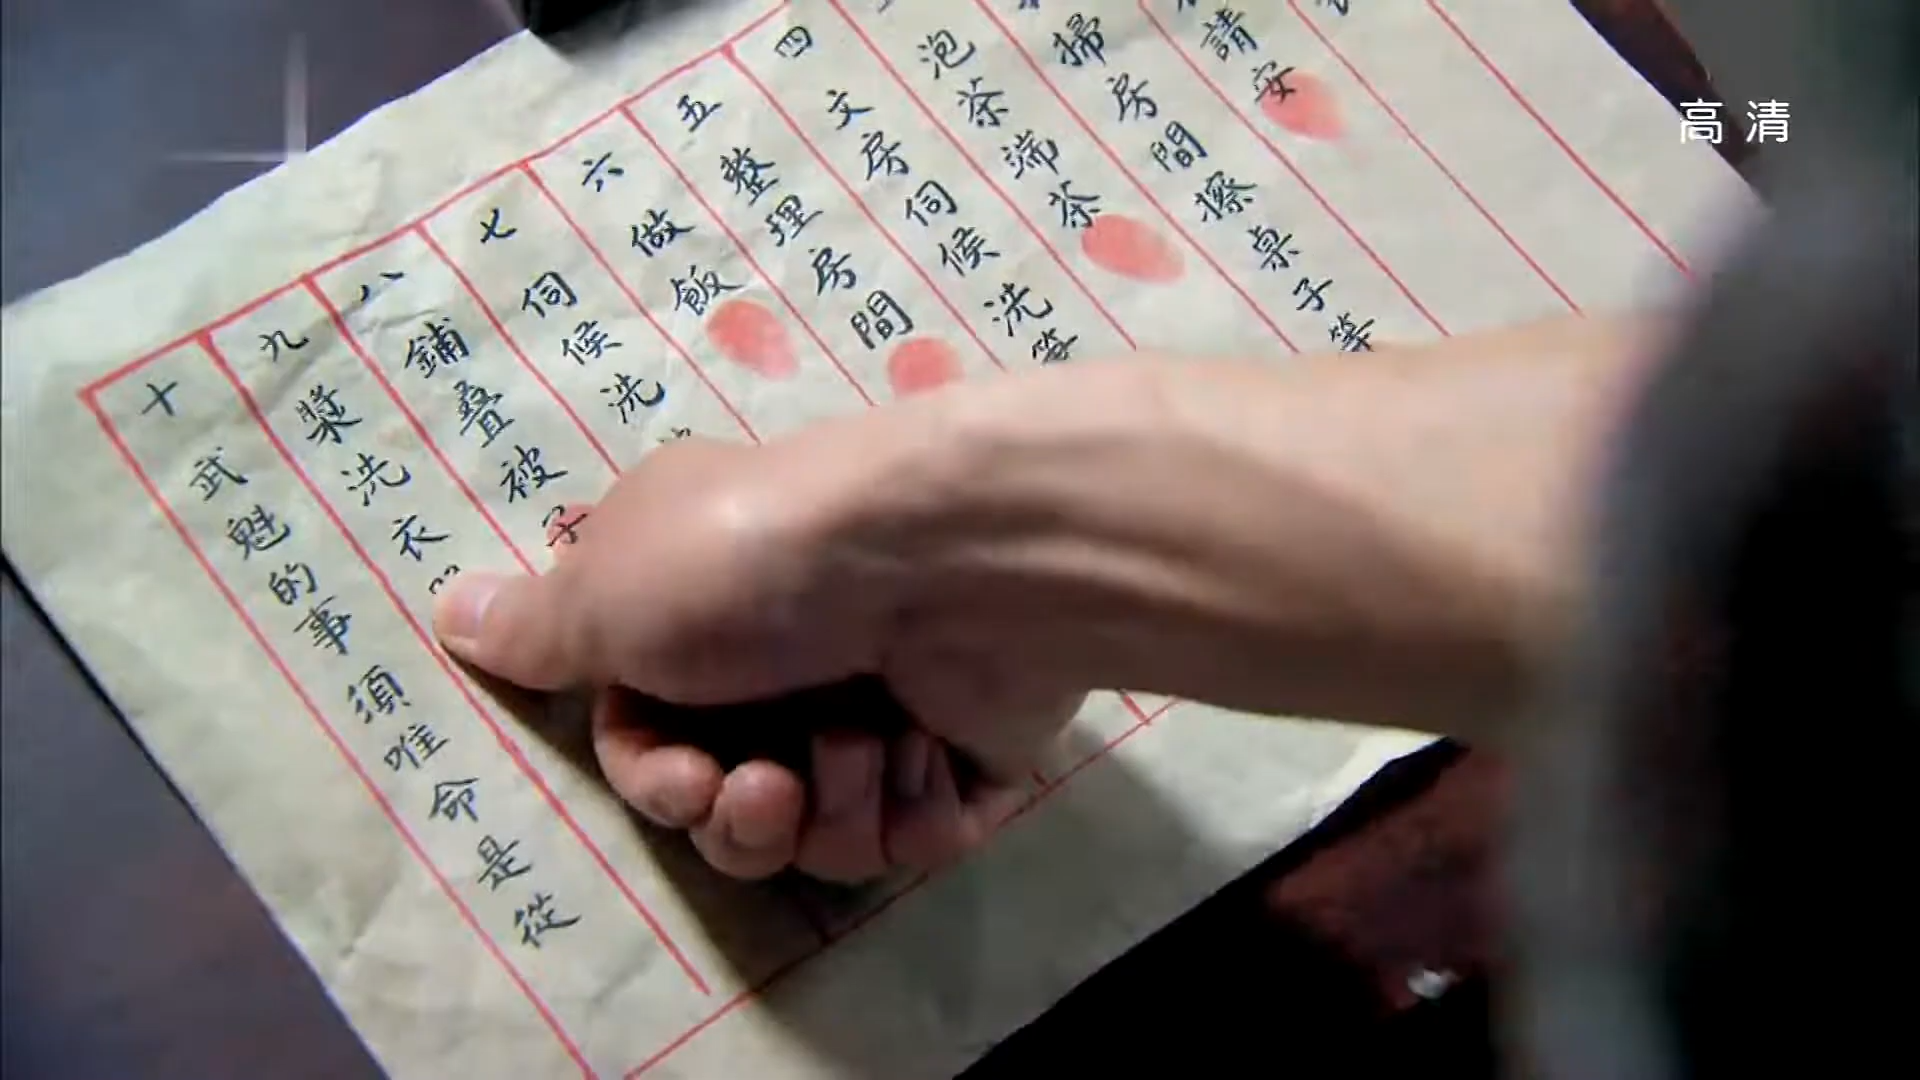 高清
請安
掃房間擦桌子等
泡茶端茶
四 文房伺候洗等
五 整理房間
六 做飯
七 伺候洗
八 鋪叠被子
九 漿洗衣
十 武魁的事須唯命是從